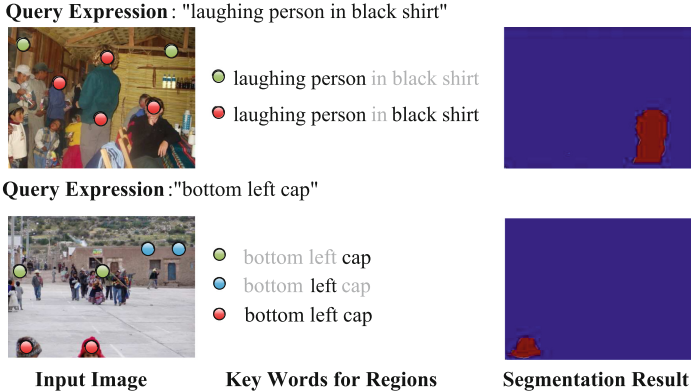 Query Expression: "laughing person in black shirt"
laughing person in black shirt
laughing person in black shirt
Query Expression:"bottom left cap"
bottom left cap
bottom left cap
bottom left cap
Input Image Key Words for Regions Segmentation Result